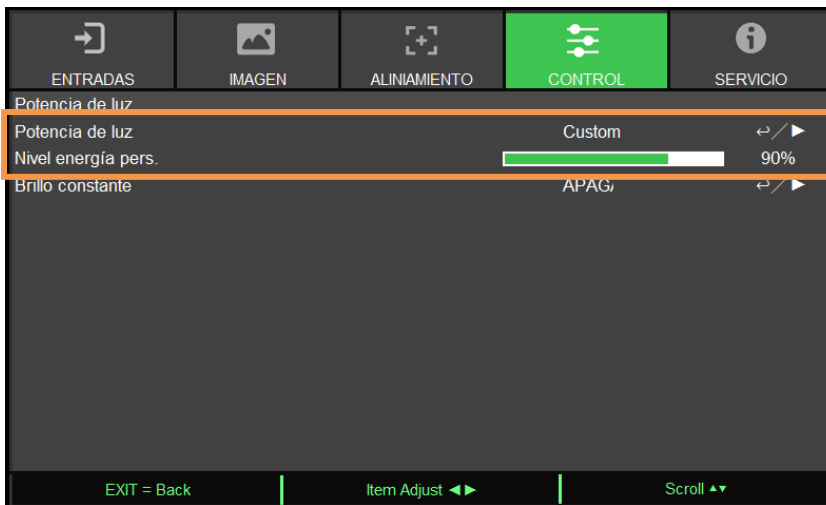 ENTRADAS IMAGEN ALINIAMIENTO CONTROL SERVICIO
Potencia de luz
Potencia de luz Custom ↩/▶
Nivel energía pers. 90%
Brillo constante APAGA ↩/▶
EXIT = Back Item Adjust ◀▶ Scroll ▲▼